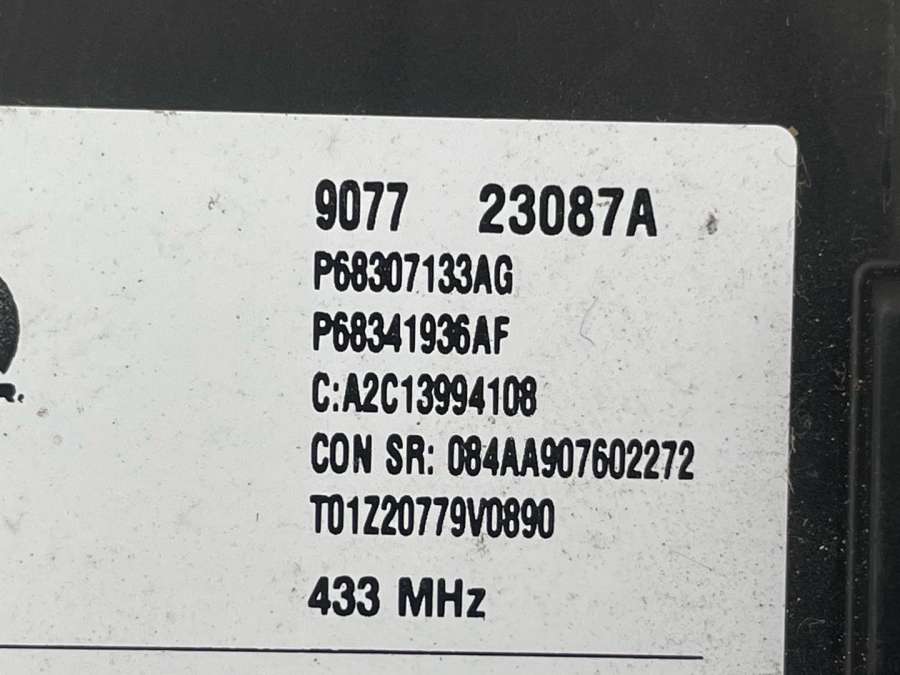 9077 23087A
P68307133AG
P68341936AF
C:A2C13994108
CON SR: 084AA907602272
T01Z20779V0890
R.
433 MHz